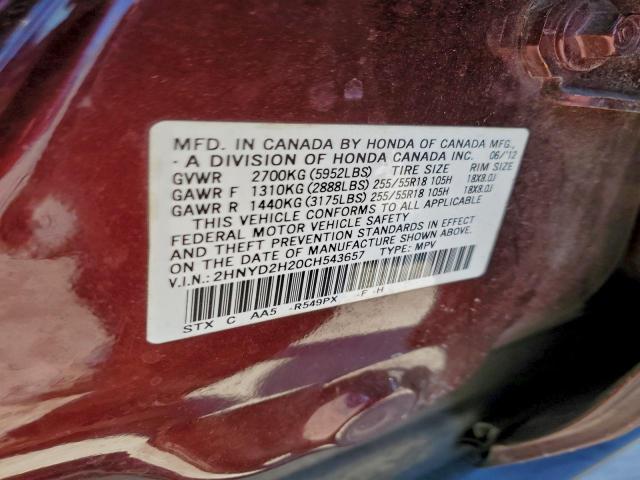 MFD. IN CANADA BY HONDA OF CANADA MFG.,
- A DIVISION OF HONDA CANADA INC. 06/'12
GVWR 2700KG (5952LBS) TIRE SIZE RIM SIZE
GAWR F 1310KG (2888LBS) 255/55R18 105H 18X8.0J
GAWR R 1440KG (3175LBS) 255/55R18 105H 18X8.0J
THIS VEHICLE CONFORMS TO ALL APPLICABLE
FEDERAL MOTOR VEHICLE SAFETY
AND THEFT PREVENTION STANDARDS IN EFFECT
ON THE DATE OF MANUFACTURE SHOWN ABOVE.
V.I.N.: 2HNYD2H20CH543657 TYPE: MPV
STX C AA5 -R549PX -F -H